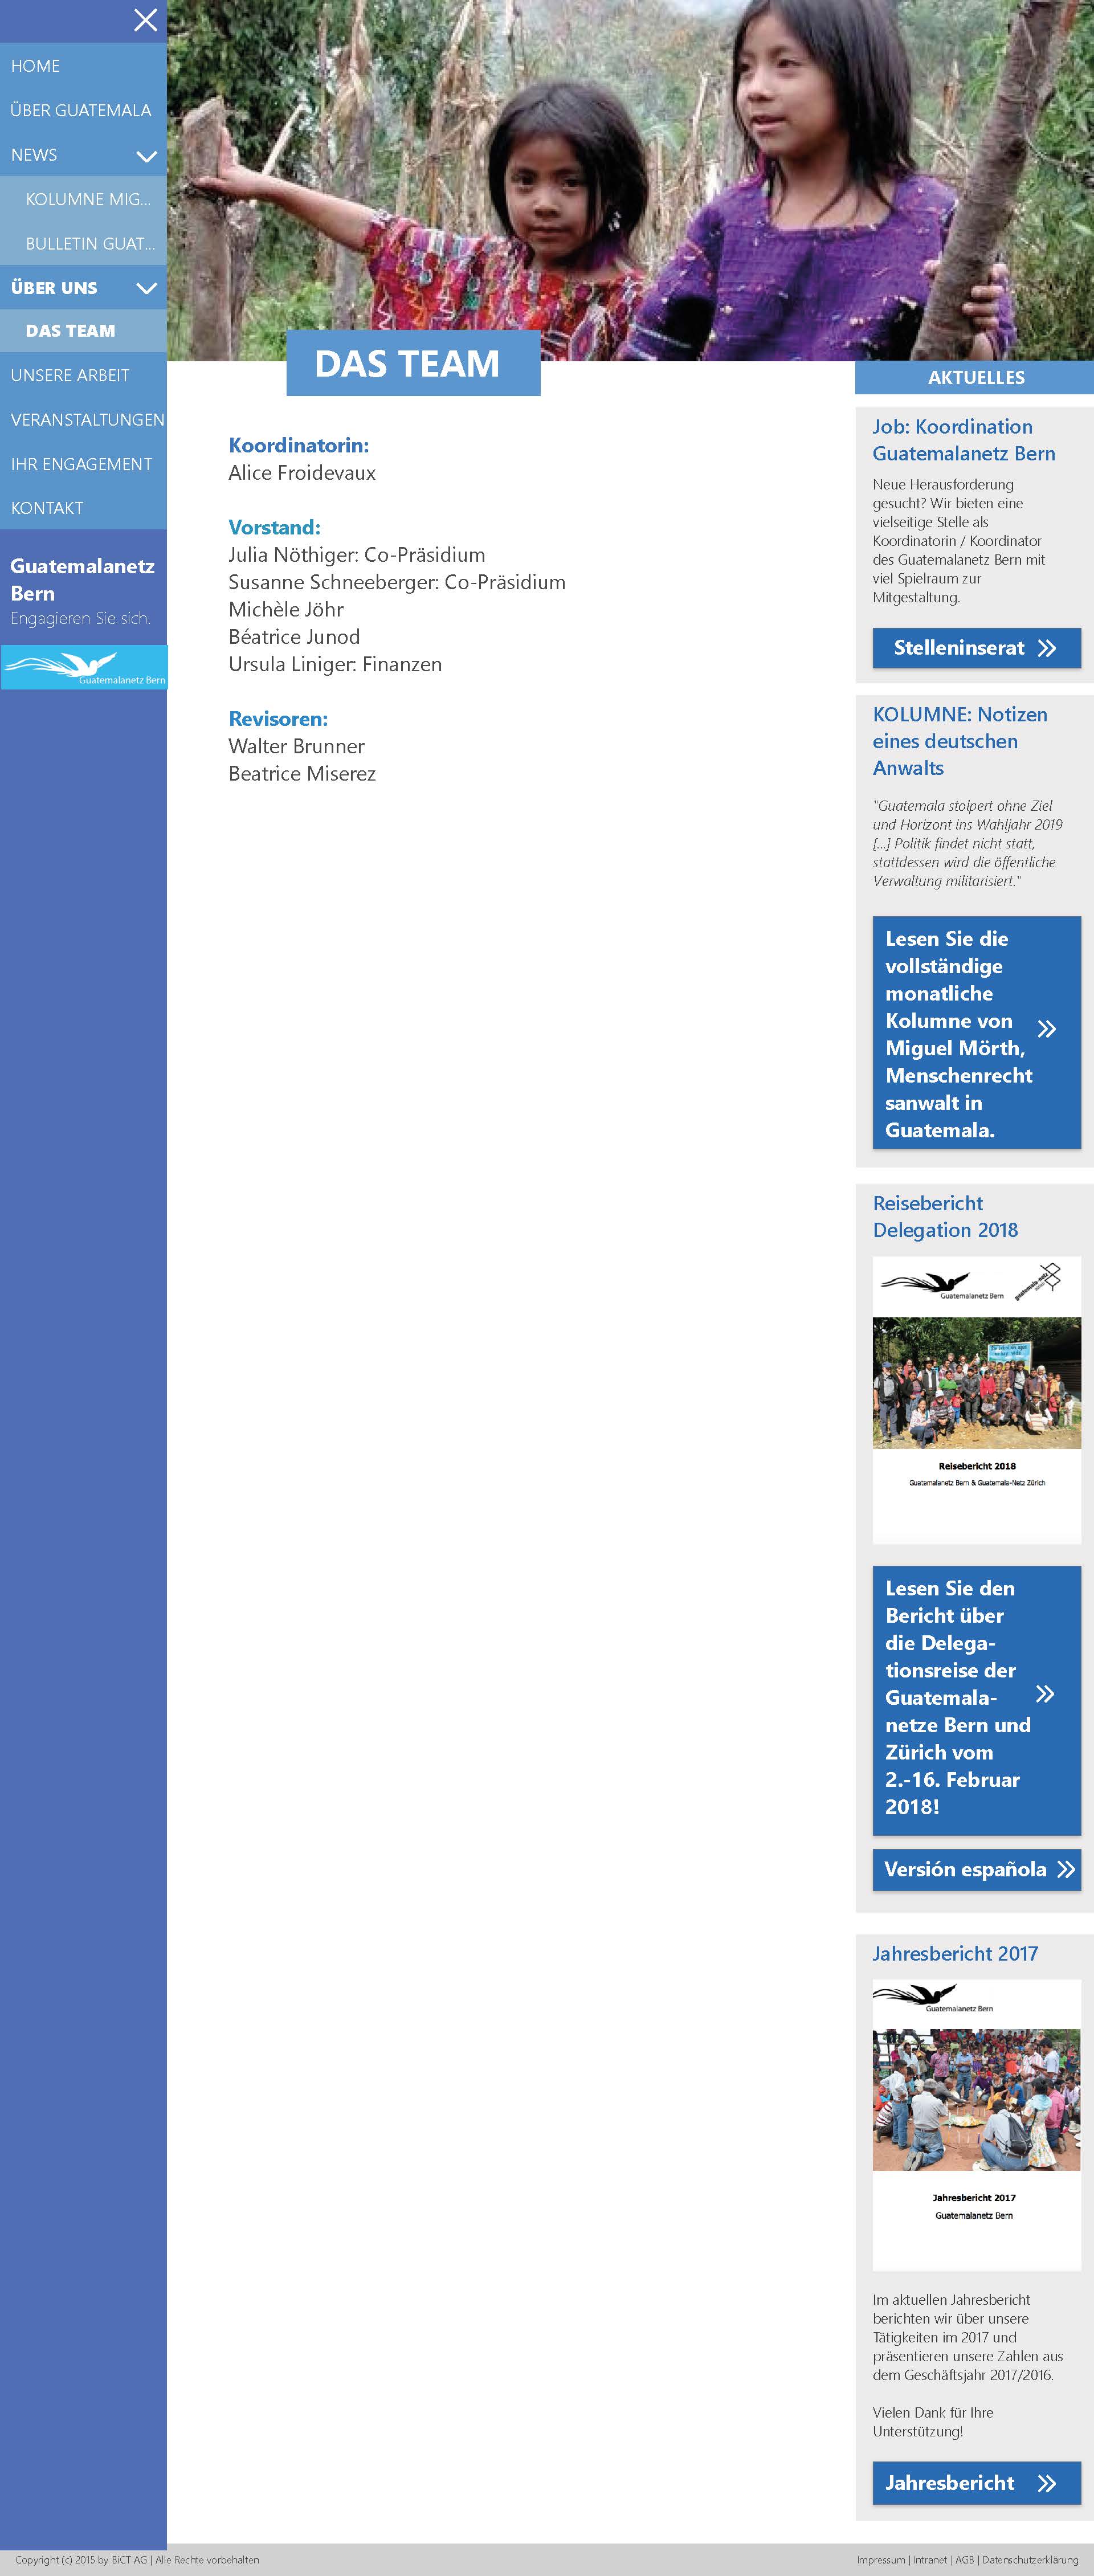 HOME
ÜBER GUATEMALA
NEWS
KOLUMNE MIG...
BULLETIN GUAT...
ÜBER UNS
DAS TEAM
UNSERE ARBEIT
VERANSTALTUNGEN
IHR ENGAGEMENT
KONTAKT
Guatemalanetz
Bern
Engagieren Sie sich.
Guatemalanetz Bern
DAS TEAM
Koordinatorin:
Alice Froidevaux
Vorstand:
Julia Nöthiger: Co-Präsidium
Susanne Schneeberger: Co-Präsidium
Michèle Jöhr
Béatrice Junod
Ursula Liniger: Finanzen
Revisoren:
Walter Brunner
Beatrice Miserez
AKTUELLES
Job: Koordination
Guatemalanetz Bern
Neue Herausforderung
gesucht? Wir bieten eine
vielseitige Stelle als
Koordinatorin / Koordinator
des Guatemalanetz Bern mit
viel Spielraum zur
Mitgestaltung.
Stelleninserat
KOLUMNE: Notizen
eines deutschen
Anwalts
"Guatemala stolpert ohne Ziel
und Horizont ins Wahljahr 2019
[...] Politik findet nicht statt,
stattdessen wird die öffentliche
Verwaltung militarisiert."
Lesen Sie die
vollständige
monatliche
Kolumne von
Miguel Mörth,
Menschenrecht
sanwalt in
Guatemala.
Reisebericht
Delegation 2018
Guatemalanetz Bern
guatemala-netz
Reisebericht 2018
Guatemalanetz Bern & Guatemala-Netz Zürich
Lesen Sie den
Bericht über
die Delega-
tionsreise der
Guatemala-
netze Bern und
Zürich vom
2.-16. Februar
2018!
Versión española
Jahresbericht 2017
Guatemalanetz Bern
Jahresbericht 2017
Guatemalanetz Bern
Im aktuellen Jahresbericht
berichten wir über unsere
Tätigkeiten im 2017 und
präsentieren unsere Zahlen aus
dem Geschäftsjahr 2017/2016.
Vielen Dank für Ihre
Unterstützung!
Jahresbericht
Copyright (c) 2015 by BiCT AG | Alle Rechte vorbehalten
Impressum | Intranet | AGB | Datenschutzerklärung